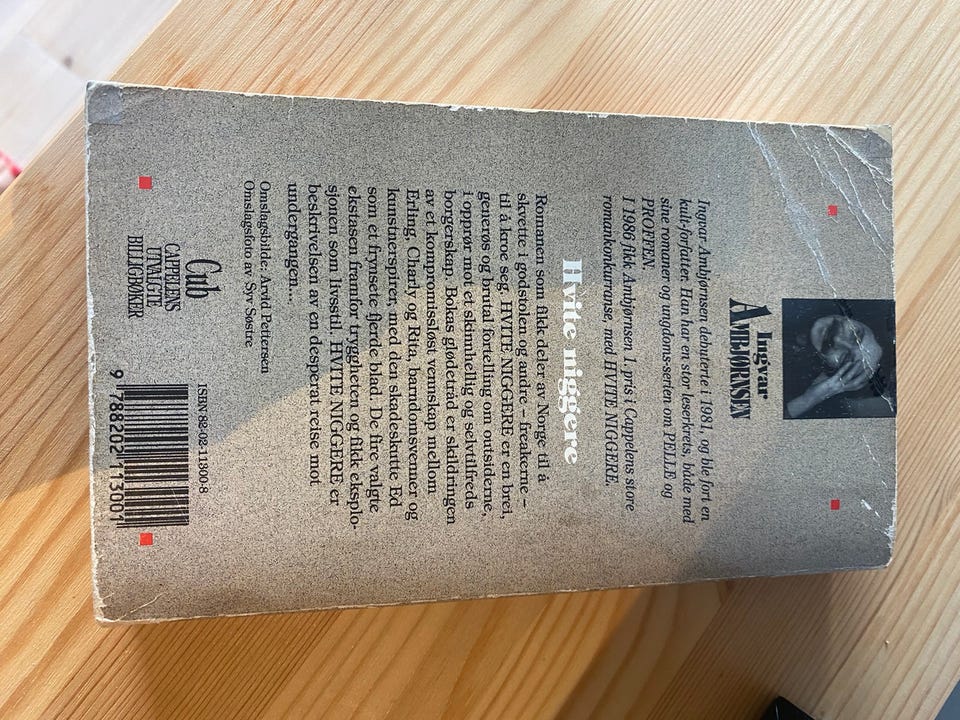 Ingvar
AMBJØRNSEN
Ingvar Ambjørnsen debuterte i 1981, og ble fort en
kult-forfatter. Han har en stor leserkrets, både med
sine romaner og ungdoms-serien om PELLE og
PROFFEN.
I 1986 fikk Ambjørnsen 1. pris i Cappelens store
romankonkurranse, med HVITE NIGGERE.
Hvite niggere
Romanen som fikk deler av Norge til å
skvette i godstolen og andre – freakerne –
til å kroe seg. HVITE NIGGERE er en brei,
generøs og brutal fortelling om outsiderne,
i opprør mot et skinnhellig og selvtilfreds
borgerskap. Bokas glødetråd er skildringen
av et kompromissløst vennskap mellom
Erling, Charly og Rita, barndomsvenner og
kunstnerspirer, med den skadeskutte Ed
som et frynsete fjerde blad. De fire valgte
ekstasen framfor tryggheten og fikk eksplo-
sjonen som livsstil. HVITE NIGGERE er
beskrivelsen av en desperat reise mot
undergangen...
Omslagsbilde: Arvid Pettersen
Omslagsfoto av Syv Søstre
Cub
CAPPELENS
UTVALGTE
BILLIGBØKER
ISBN-82-02-11300-8
9 788202 113001